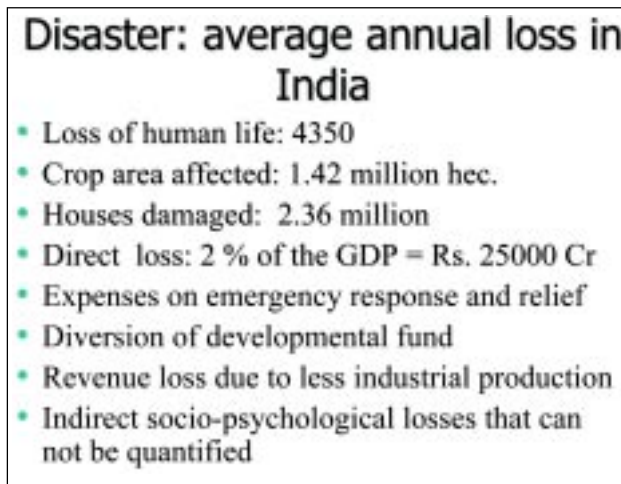 Disaster: average annual loss in
India
• Loss of human life: 4350
• Crop area affected: 1.42 million hec.
• Houses damaged:  2.36 million
• Direct  loss: 2 % of the GDP = Rs. 25000 Cr
• Expenses on emergency response and relief
• Diversion of developmental fund
• Revenue loss due to less industrial production
• Indirect socio-psychological losses that can
not be quantified